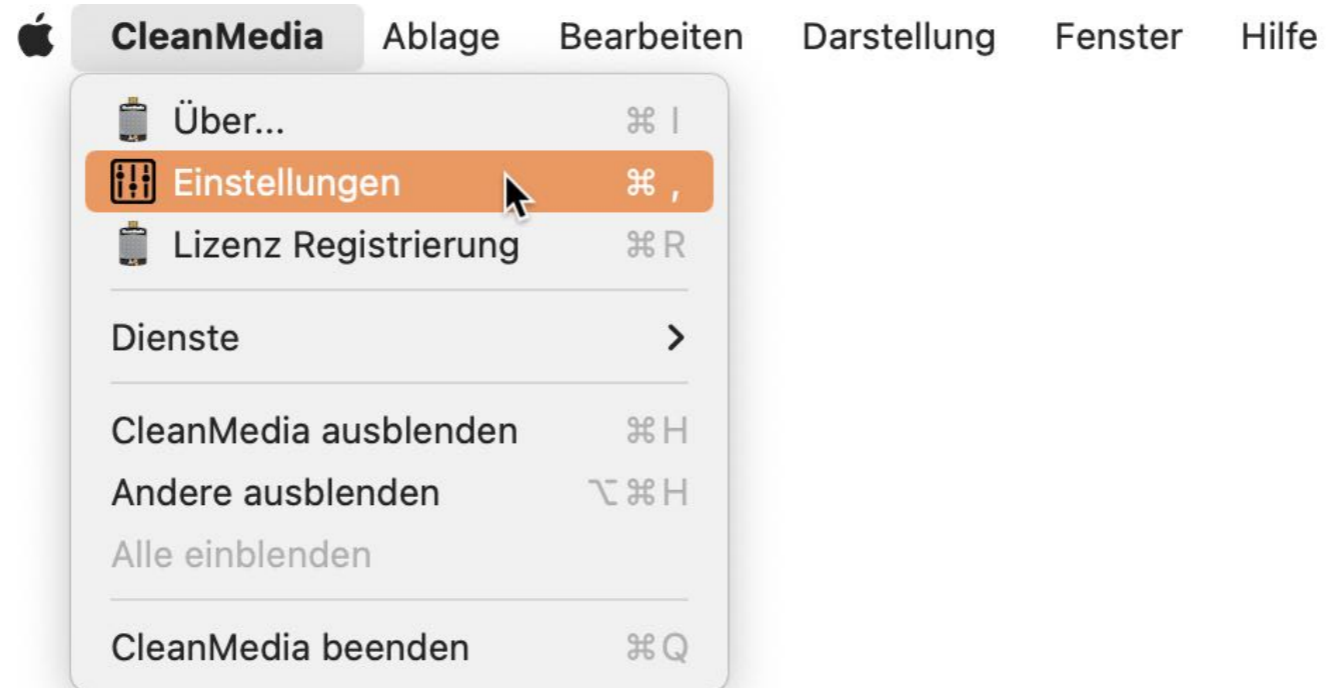 CleanMedia Ablage Bearbeiten Darstellung Fenster Hilfe
Über... ⌘ I
Einstellungen ⌘ ,
Lizenz Registrierung ⌘ R
Dienste
CleanMedia ausblenden ⌘ H
Andere ausblenden ⌥ ⌘ H
Alle einblenden
CleanMedia beenden ⌘ Q